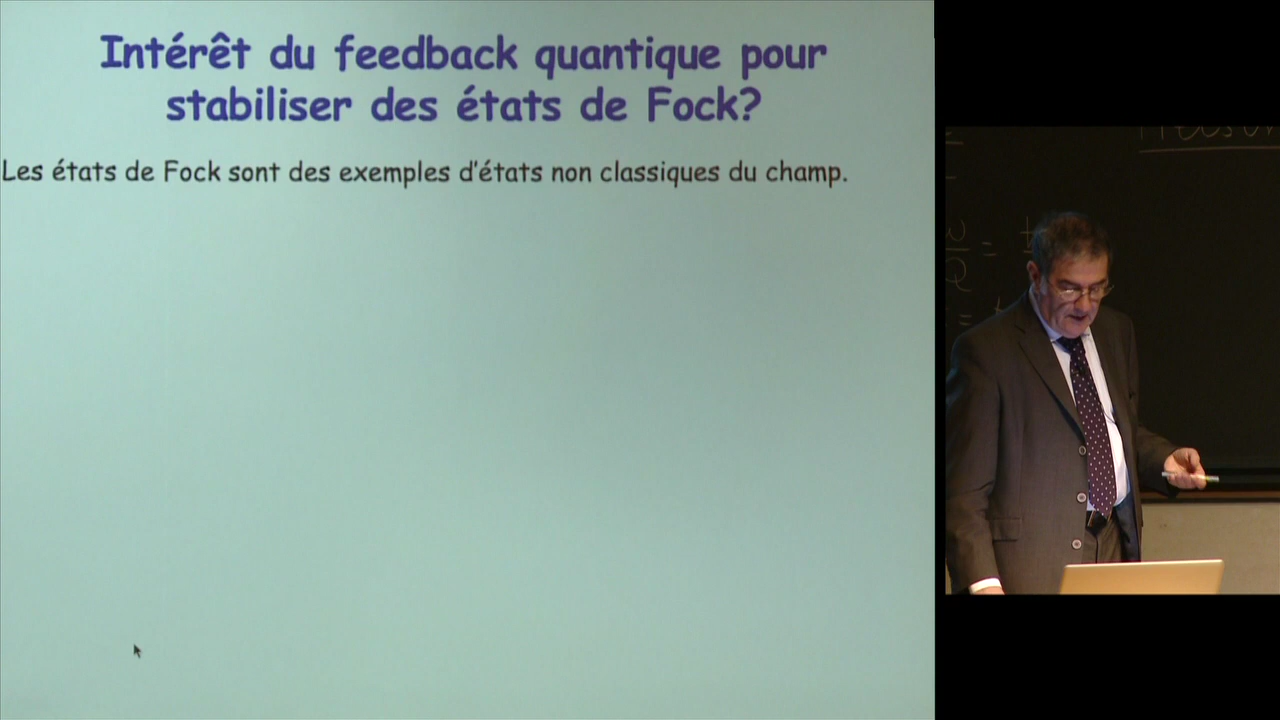 Intérêt du feedback quantique pour
stabiliser des états de Fock?
Les états de Fock sont des exemples d'états non classiques du champ.